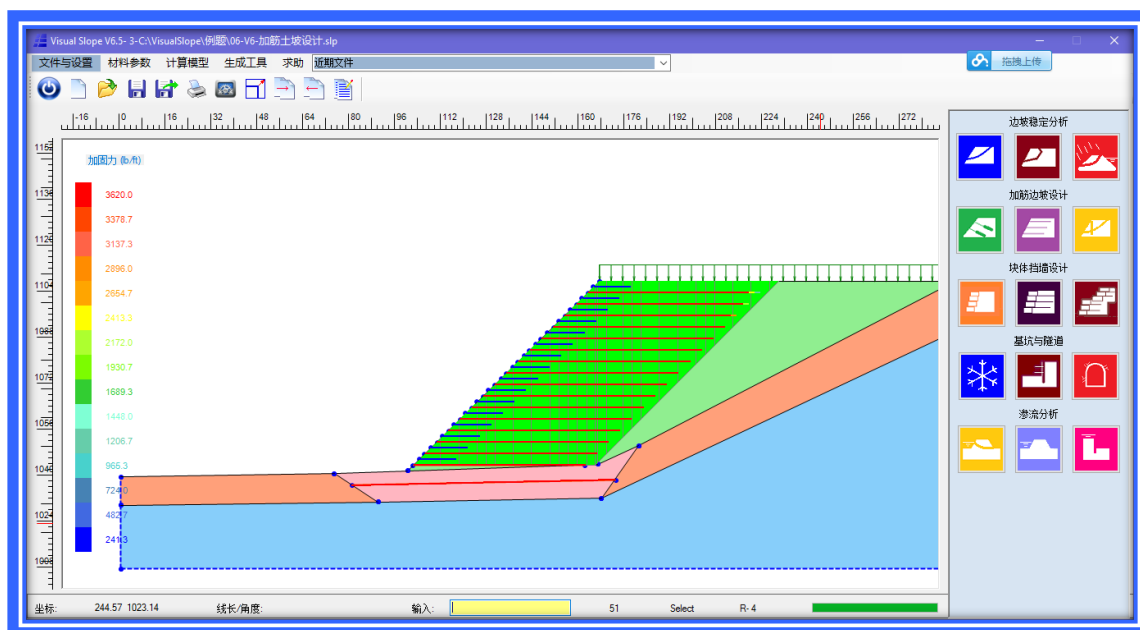 Visual Slope V6.5- 3-C:\VisualSlope\例题\06-V6-加筋土坡设计.slp
文件与设置 材料参数 计算模型 生成工具 求助 近期文件
拖拽上传
-16 0 16 32 48 64 80 96 112 128 144 160 176 192 208 224 240 256 272
边坡稳定分析
加筋边坡设计
块体挡墙设计
基坑与隧道
渗流分析
加固力 (lb/ft)
3620.0
3378.7
3137.3
2896.0
2654.7
2413.3
2172.0
1930.7
1689.3
1448.0
1206.7
965.3
724.0
482.7
241.3
坐标: 244.57 1023.14 线长/角度: 输入: 51 Select R- 4